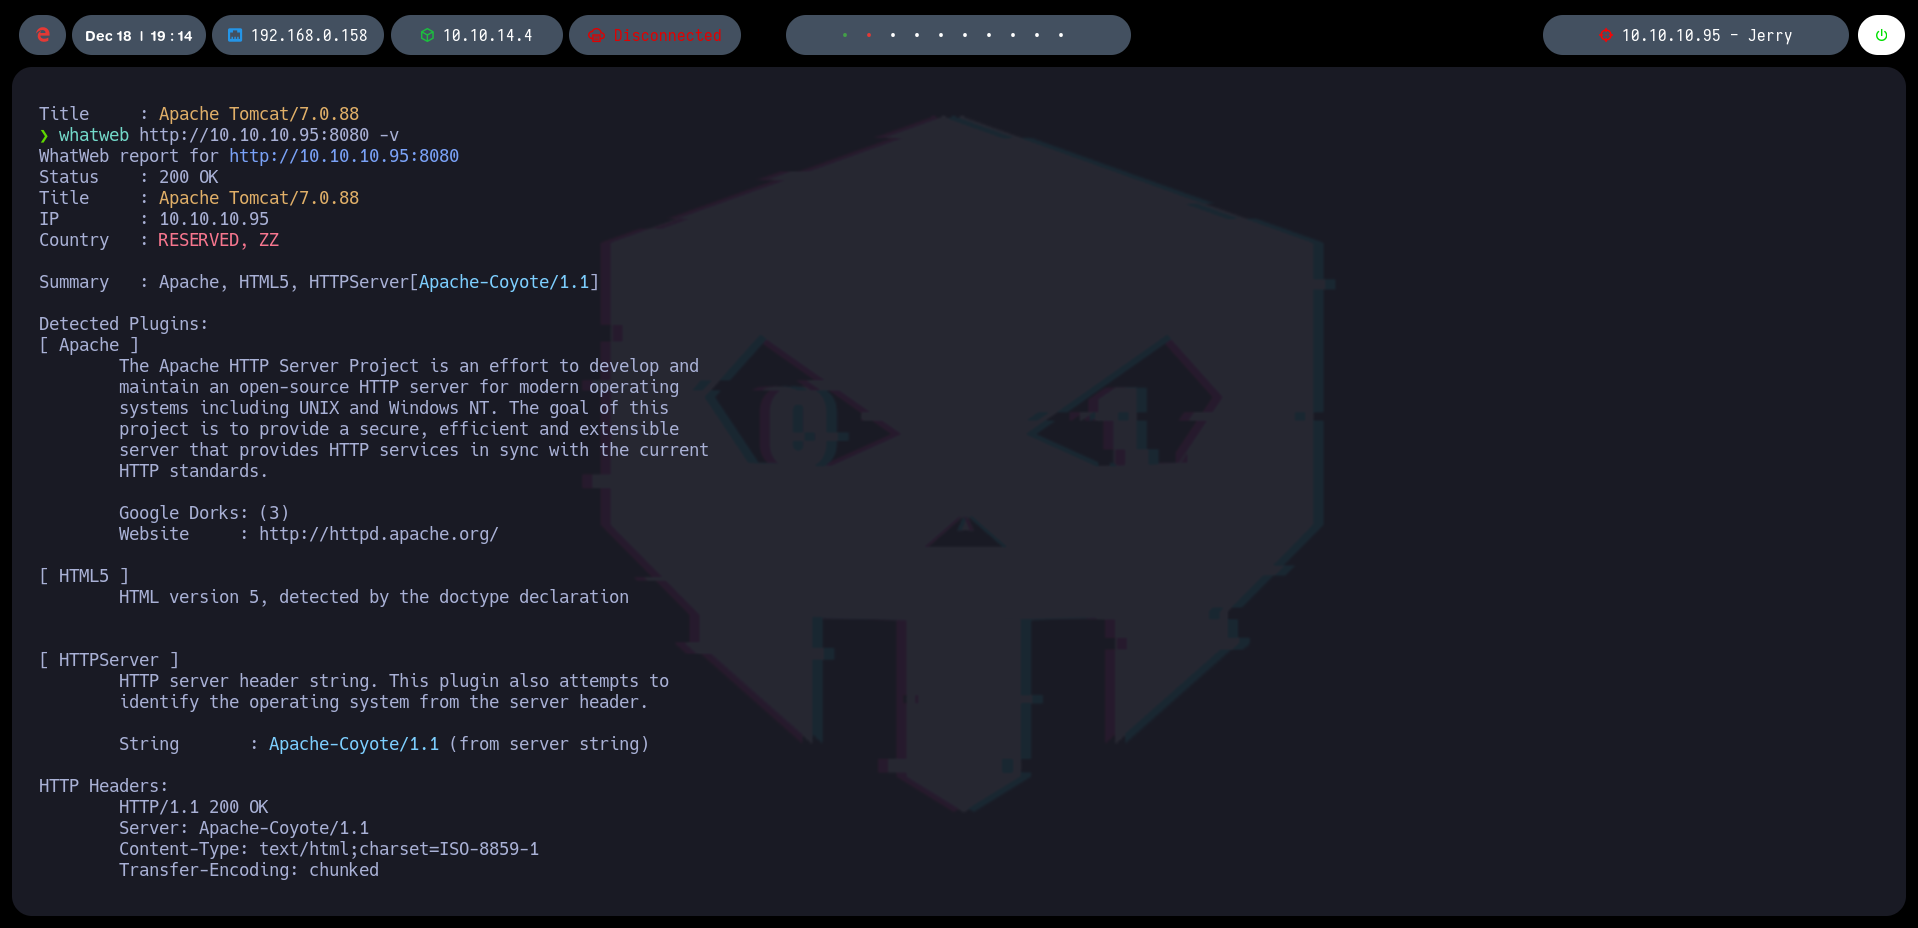 Dec 18 | 19 : 14 192.168.0.158 10.10.14.4 Disconnected 10.10.10.95 - Jerry
Title     : Apache Tomcat/7.0.88
❯ whatweb http://10.10.10.95:8080 -v
WhatWeb report for http://10.10.10.95:8080
Status    : 200 OK
Title     : Apache Tomcat/7.0.88
IP        : 10.10.10.95
Country   : RESERVED, ZZ
Summary   : Apache, HTML5, HTTPServer[Apache-Coyote/1.1]
Detected Plugins:
[ Apache ]
The Apache HTTP Server Project is an effort to develop and
maintain an open-source HTTP server for modern operating
systems including UNIX and Windows NT. The goal of this
project is to provide a secure, efficient and extensible
server that provides HTTP services in sync with the current
HTTP standards.
Google Dorks: (3)
Website     : http://httpd.apache.org/
[ HTML5 ]
HTML version 5, detected by the doctype declaration
[ HTTPServer ]
HTTP server header string. This plugin also attempts to
identify the operating system from the server header.
String       : Apache-Coyote/1.1 (from server string)
HTTP Headers:
HTTP/1.1 200 OK
Server: Apache-Coyote/1.1
Content-Type: text/html;charset=ISO-8859-1
Transfer-Encoding: chunked
0 1